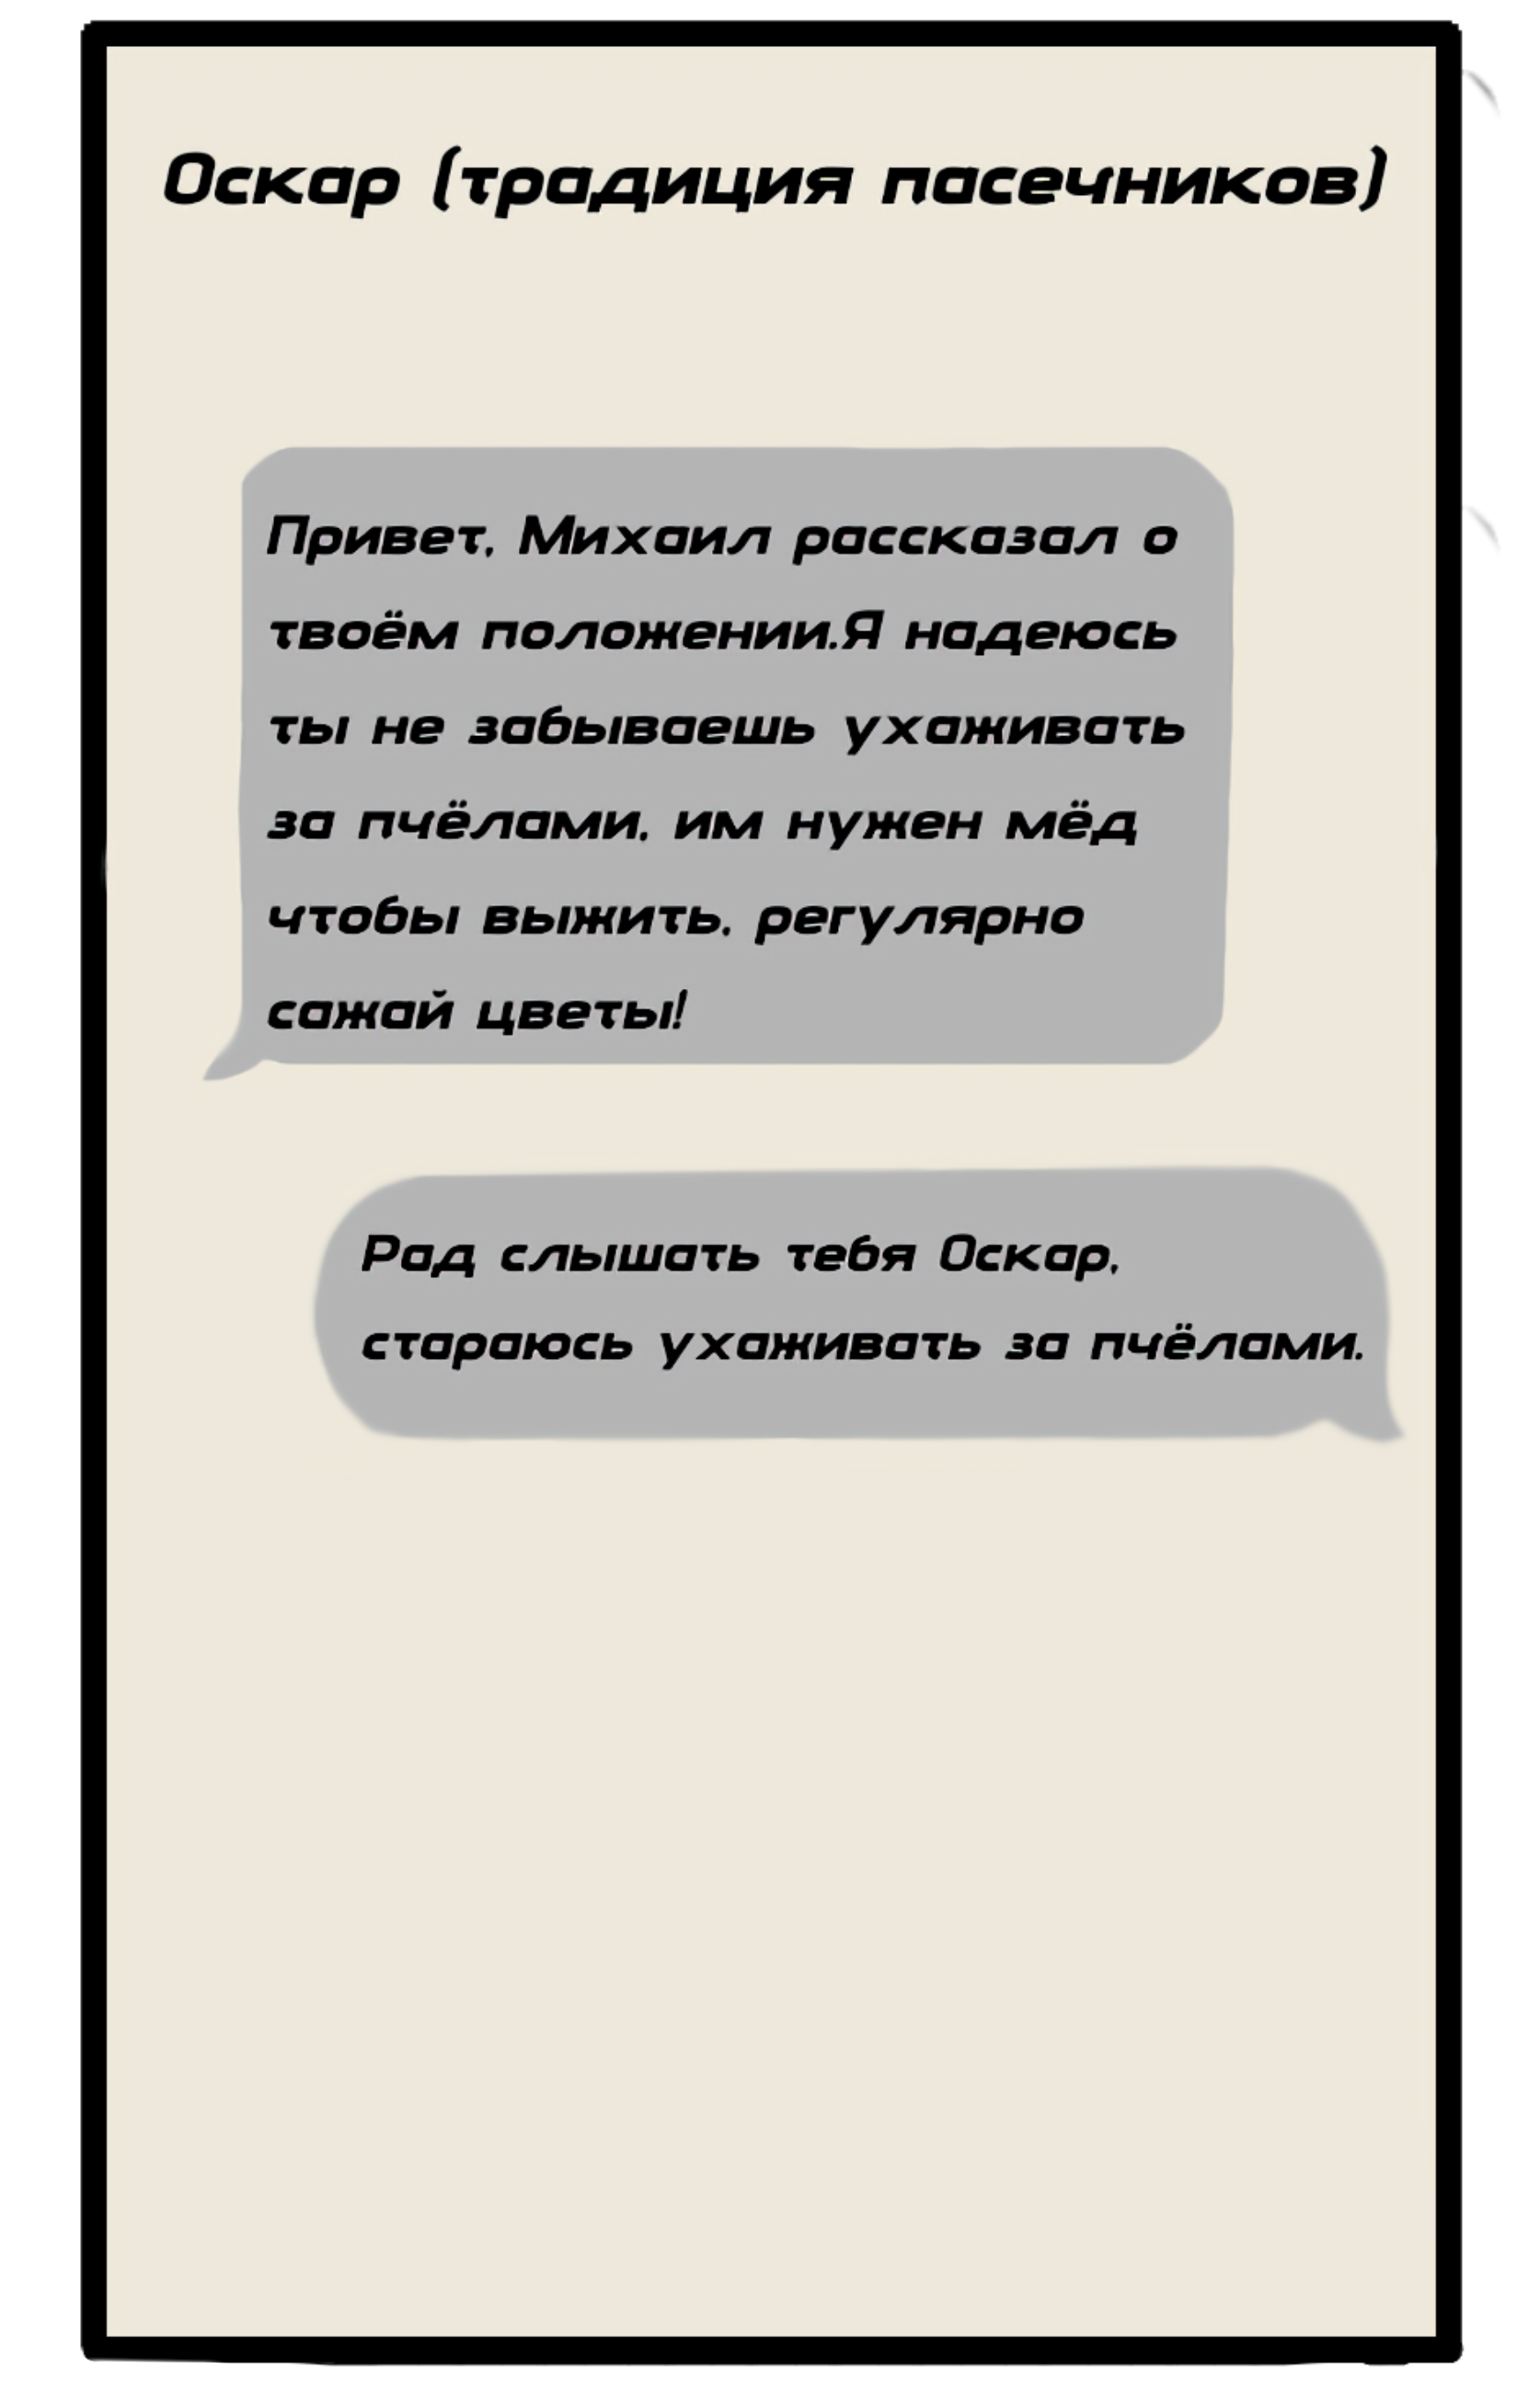 Оскар (традиция пасечников)
Привет, Михаил рассказал о
твоём положении.Я надеюсь
ты не забываешь ухаживать
за пчёлами, им нужен мёд
чтобы выжить, регулярно
сажай цветы!
Рад слышать тебя Оскар,
стараюсь ухаживать за пчёлами.